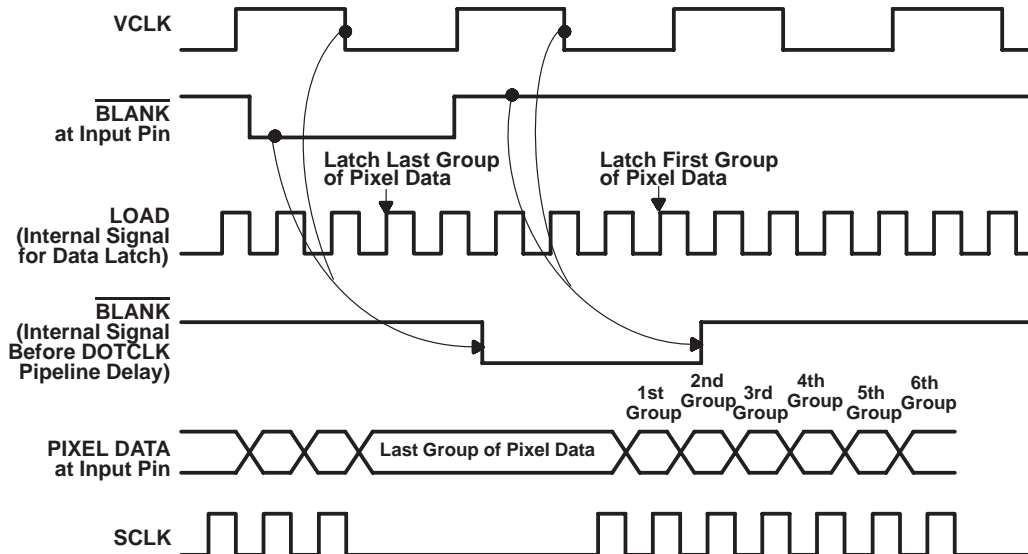 VCLK
BLANK
at Input Pin
Latch Last Group
of Pixel Data
Latch First Group
of Pixel Data
LOAD
(Internal Signal
for Data Latch)
BLANK
(Internal Signal
Before DOTCLK
Pipeline Delay)
1st
Group
2nd
Group
3rd
Group
4th
Group
5th
Group
6th
Group
PIXEL DATA
at Input Pin
Last Group of Pixel Data
SCLK